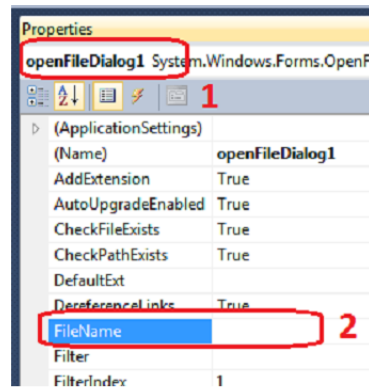 Properties
openFileDialog1 System.Windows.Forms.OpenF
1
(ApplicationSettings)
(Name) openFileDialog1
AddExtension True
AutoUpgradeEnabled True
CheckFileExists True
CheckPathExists True
DefaultExt
DereferenceLinks True
FileName 2
Filter
FilterIndex 1